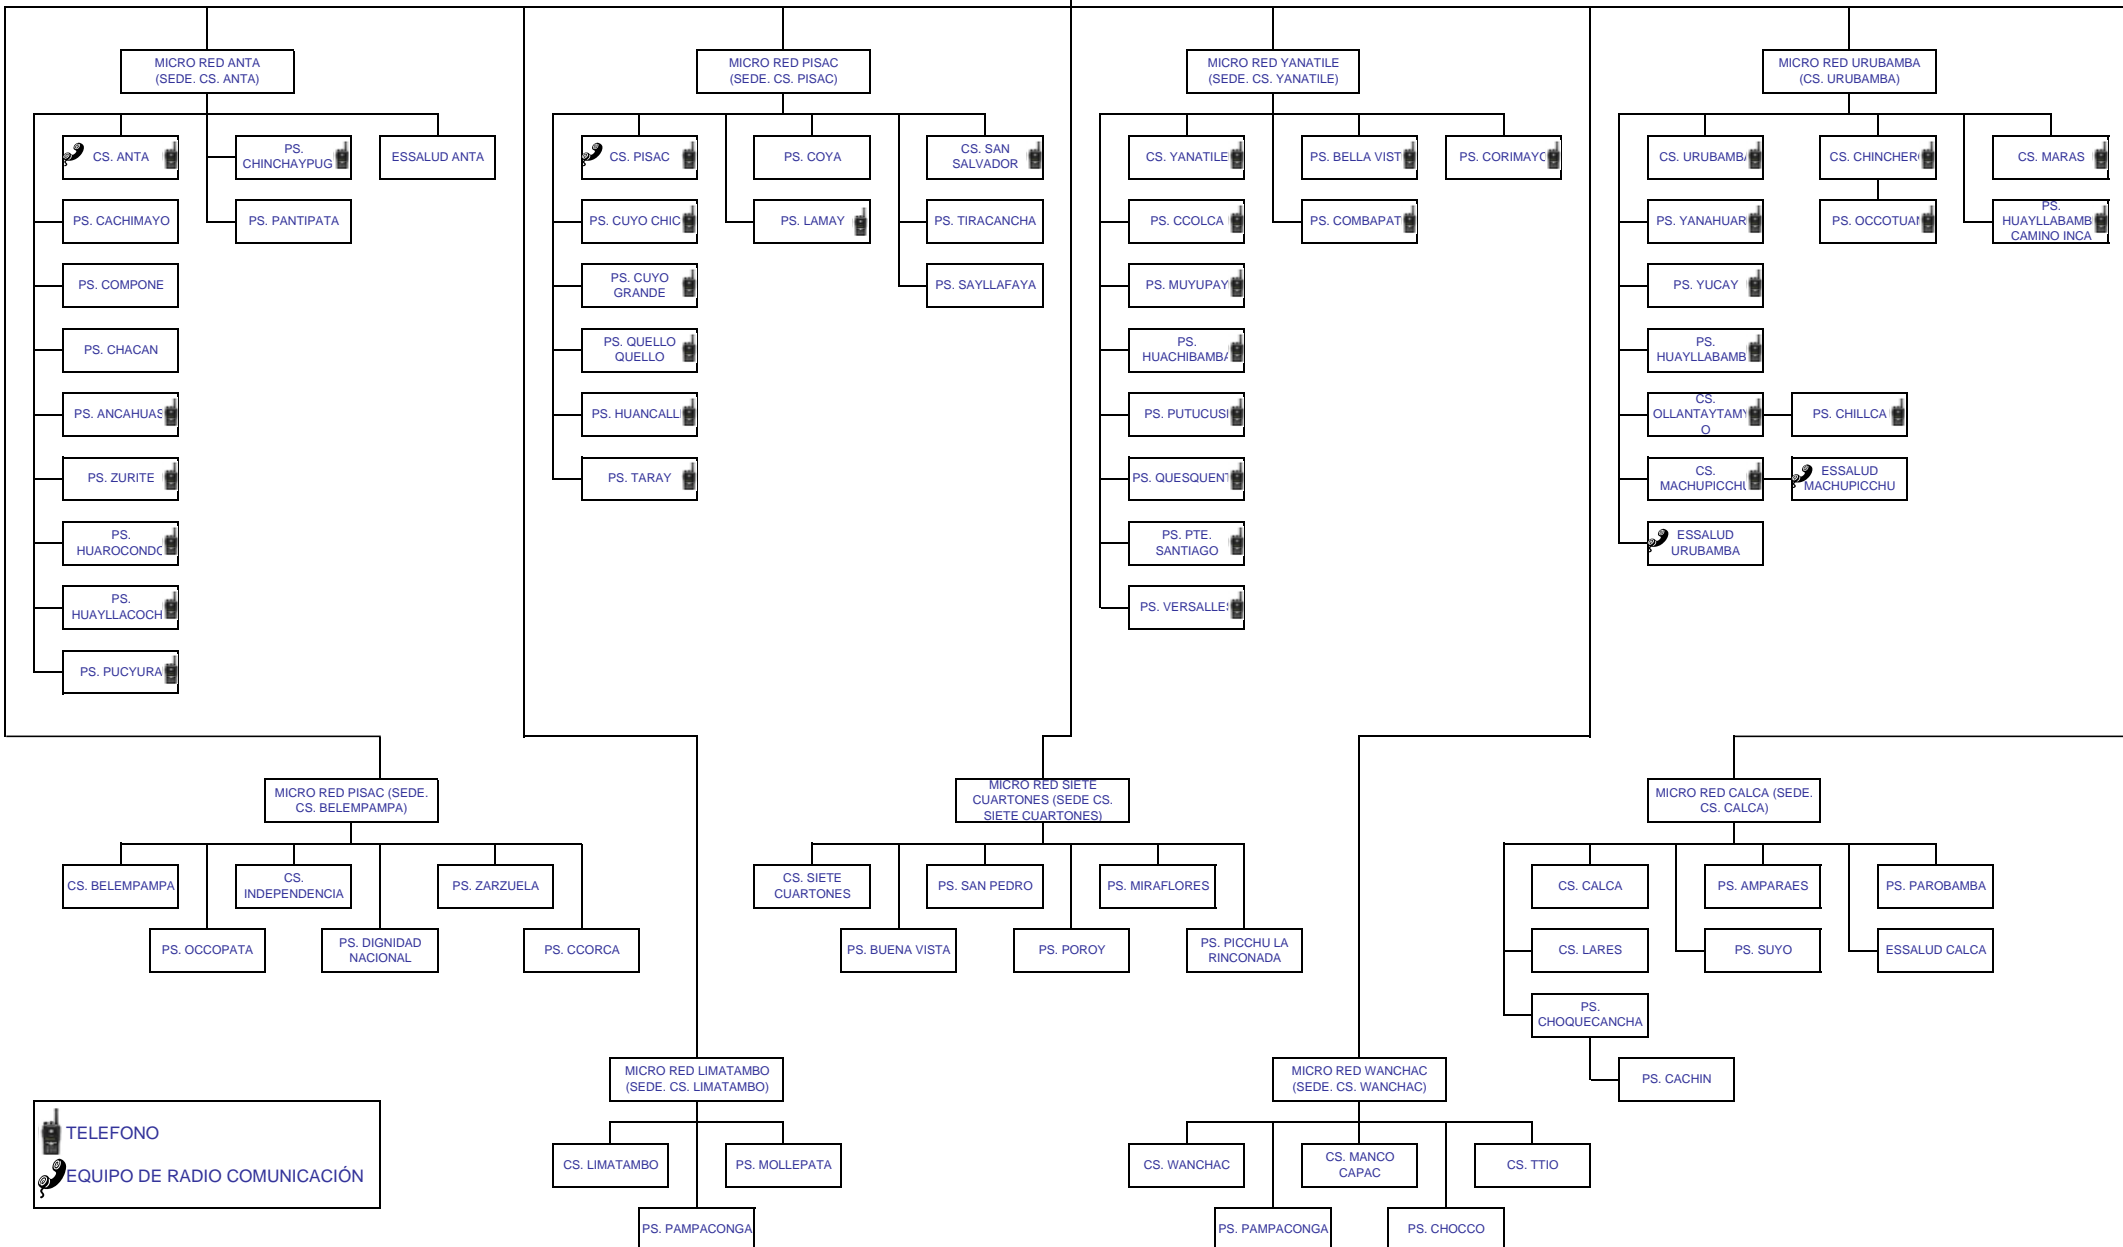 MICRO RED ANTA
(SEDE. CS. ANTA)
CS. ANTA
PS. CACHIMAYO
PS. COMPONE
PS. CHACAN
PS. ANCAHUAS
PS. ZURITE
PS.
HUAROCONDO
PS.
HUAYLLACOCH
PS. PUCYURA
PS.
CHINCHAYPUG
PS. PANTIPATA
ESSALUD ANTA
MICRO RED PISAC
(SEDE. CS. PISAC)
CS. PISAC
PS. CUYO CHIC
PS. CUYO
GRANDE
PS. QUELLO
QUELLO
PS. HUANCALLI
PS. TARAY
PS. COYA
PS. LAMAY
CS. SAN
SALVADOR
PS. TIRACANCHA
PS. SAYLLAFAYA
MICRO RED YANATILE
(SEDE. CS. YANATILE)
CS. YANATILE
PS. CCOLCA
PS. MUYUPAY
PS.
HUACHIBAMBA
PS. PUTUCUSI
PS. QUESQUENT
PS. PTE.
SANTIAGO
PS. VERSALLES
PS. BELLA VIST
PS. COMBAPAT
PS. CORIMAYO
MICRO RED URUBAMBA
(CS. URUBAMBA)
CS. URUBAMBA
PS. YANAHUAR
PS. YUCAY
PS.
HUAYLLABAMB
CS.
OLLANTAYTAMY
O
PS. CHILLCA
CS.
MACHUPICCHU
ESSALUD
MACHUPICCHU
ESSALUD
URUBAMBA
CS. CHINCHERO
PS. OCCOTUAN
CS. MARAS
PS.
HUAYLLABAMB
CAMINO INCA
MICRO RED PISAC (SEDE.
CS. BELEMPAMPA)
CS. BELEMPAMPA
PS. OCCOPATA
CS.
INDEPENDENCIA
PS. DIGNIDAD
NACIONAL
PS. ZARZUELA
PS. CCORCA
MICRO RED SIETE
CUARTONES (SEDE CS.
SIETE CUARTONES)
CS. SIETE
CUARTONES
PS. BUENA VISTA
PS. SAN PEDRO
PS. POROY
PS. MIRAFLORES
PS. PICCHU LA
RINCONADA
MICRO RED CALCA (SEDE.
CS. CALCA)
CS. CALCA
CS. LARES
PS.
CHOQUECANCHA
PS. CACHIN
PS. AMPARAES
PS. SUYO
PS. PAROBAMBA
ESSALUD CALCA
MICRO RED LIMATAMBO
(SEDE. CS. LIMATAMBO)
CS. LIMATAMBO
PS. PAMPACONGA
PS. MOLLEPATA
MICRO RED WANCHAC
(SEDE. CS. WANCHAC)
CS. WANCHAC
PS. PAMPACONGA
CS. MANCO
CAPAC
PS. CHOCCO
CS. TTIO
TELEFONO
EQUIPO DE RADIO COMUNICACIÓN